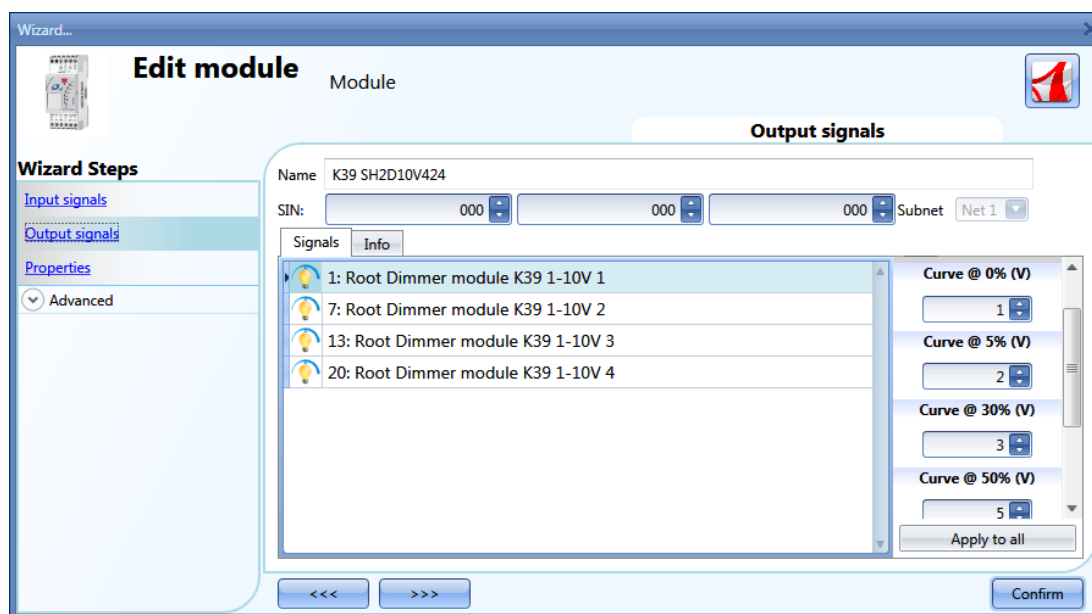 Wizard...
Edit module
Module
Output signals
Wizard Steps
Input signals
Output signals
Properties
Advanced
Name K39 SH2D10V424
SIN: 000 000 000 Subnet Net 1
Signals Info
1: Root Dimmer module K39 1-10V 1
7: Root Dimmer module K39 1-10V 2
13: Root Dimmer module K39 1-10V 3
20: Root Dimmer module K39 1-10V 4
Curve @ 0% (V)
1
Curve @ 5% (V)
2
Curve @ 30% (V)
3
Curve @ 50% (V)
5
Apply to all
<<< >>> Confirm